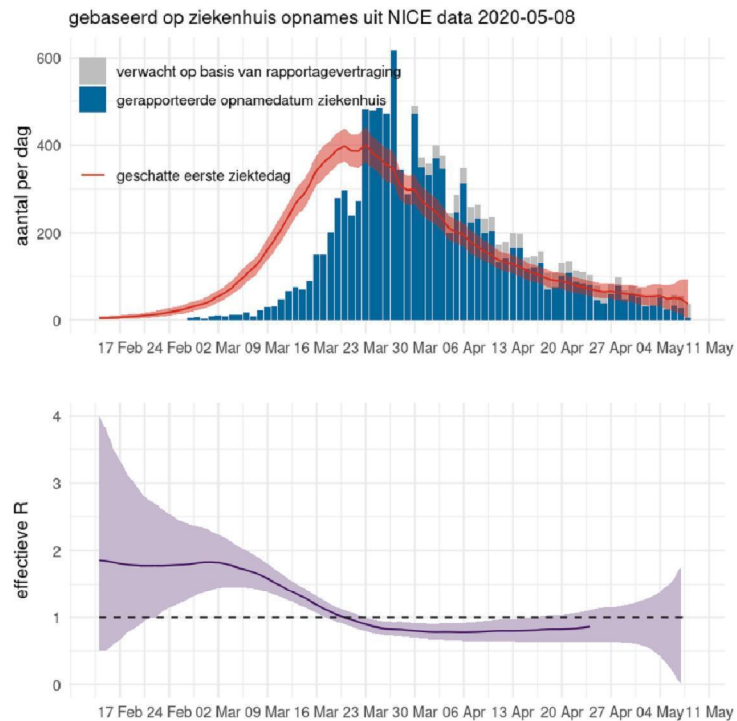 gebaseerd op ziekenhuis opnames uit NICE data 2020-05-08
600
400
200
0
aantal per dag
verwacht op basis van rapportagevertraging
gerapporteerde opnamedatum ziekenhuis
geschatte eerste ziektedag
17 Feb 24 Feb 02 Mar 09 Mar 16 Mar 23 Mar 30 Mar 06 Apr 13 Apr 20 Apr 27 Apr 04 May 11 May
4
3
2
1
0
effectieve R
17 Feb 24 Feb 02 Mar 09 Mar 16 Mar 23 Mar 30 Mar 06 Apr 13 Apr 20 Apr 27 Apr 04 May 11 May